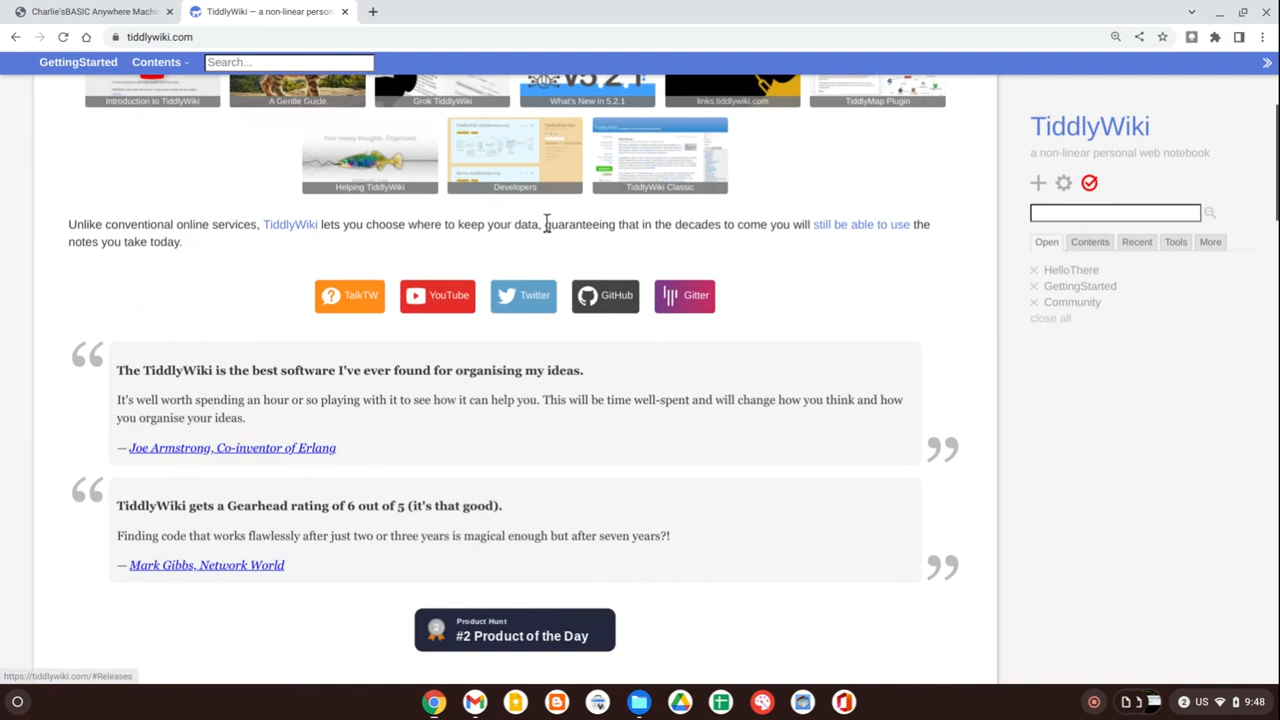 Charlie'sBASIC Anywhere Machi
TiddlyWiki — a non-linear person
tiddlywiki.com
GettingStarted
Contents
Search...
Introduction to TiddlyWiki
A Gentle Guide
Grok TiddlyWiki
v5.2.1
What's New in 5.2.1
links.tiddlywiki.com
TiddlyMap Plugin
Your messy thoughts. Organized.
Helping TiddlyWiki
Developers
TiddlyWiki Classic
TiddlyWiki
a non-linear personal web notebook
Open
Contents
Recent
Tools
More
HelloThere
GettingStarted
Community
close all
Unlike conventional online services, TiddlyWiki lets you choose where to keep your data, guaranteeing that in the decades to come you will still be able to use the
notes you take today.
TalkTW
YouTube
Twitter
GitHub
Gitter
“
The TiddlyWiki is the best software I've ever found for organising my ideas.
It's well worth spending an hour or so playing with it to see how it can help you. This will be time well-spent and will change how you think and how
you organise your ideas.
— Joe Armstrong, Co-inventor of Erlang
”
“
TiddlyWiki gets a Gearhead rating of 6 out of 5 (it's that good).
Finding code that works flawlessly after just two or three years is magical enough but after seven years?!
— Mark Gibbs, Network World
”
2
Product Hunt
#2 Product of the Day
https://tiddlywiki.com/#Releases
2
US
9:48